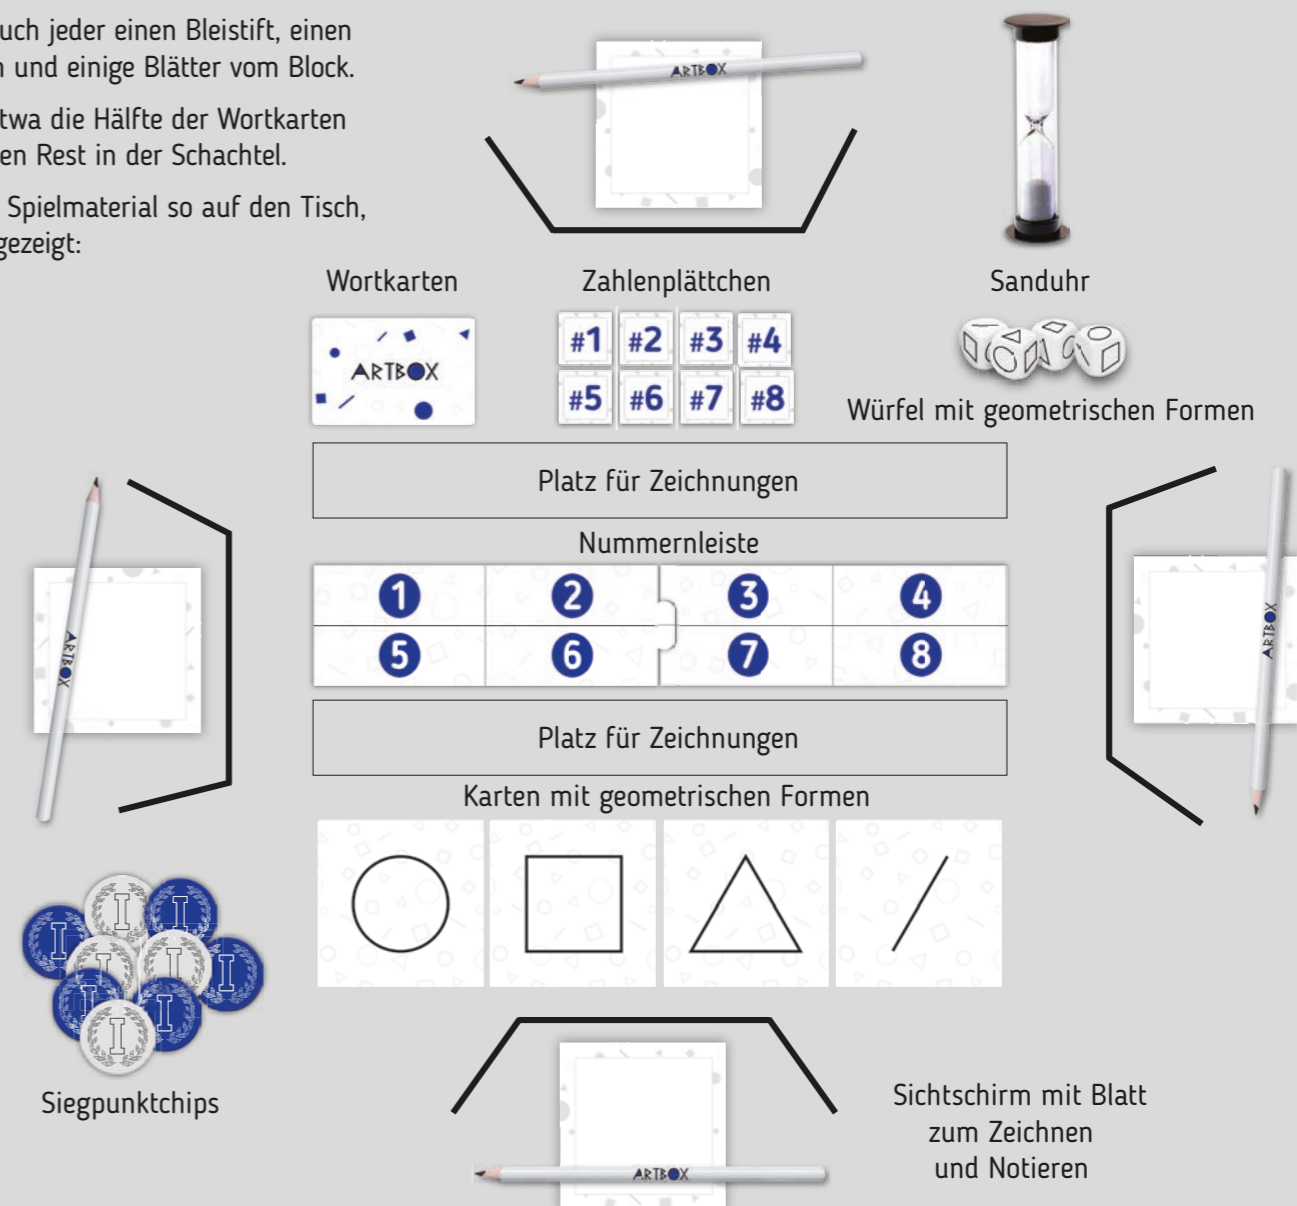 uch jeder einen Bleistift, einen
und einige Blätter vom Block.
twa die Hälfte der Wortkarten
en Rest in der Schachtel.
Spielmaterial so auf den Tisch,
gezeigt:
ARTBOX
Wortkarten
Zahlenplättchen
Sanduhr
ARTBOX
#1 #2 #3 #4
#5 #6 #7 #8
Würfel mit geometrischen Formen
Platz für Zeichnungen
Nummernleiste
1 2 3 4
5 6 7 8
ARTBOX
ARTBOX
Platz für Zeichnungen
Karten mit geometrischen Formen
I I
I I I I
I I
I
Siegpunktchips
Sichtschirm mit Blatt
zum Zeichnen
und Notieren
ARTBOX